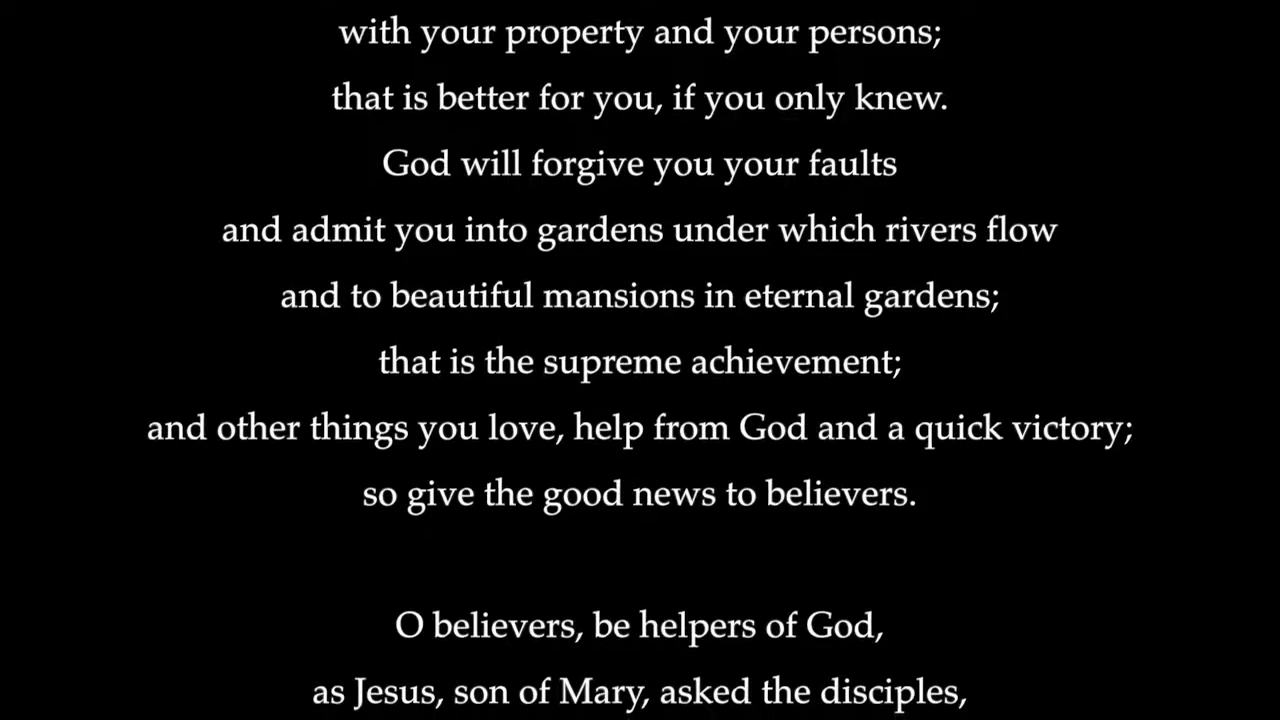 with your property and your persons;
that is better for you, if you only knew.
God will forgive you your faults
and admit you into gardens under which rivers flow
and to beautiful mansions in eternal gardens;
that is the supreme achievement;
and other things you love, help from God and a quick victory;
so give the good news to believers.
O believers, be helpers of God,
as Jesus, son of Mary, asked the disciples,